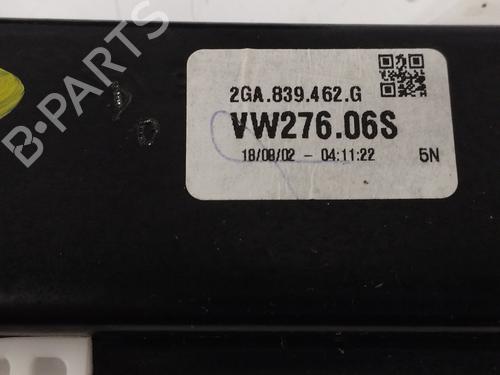 2GA.839.462.G
VW276.06S
18/08/02 - 04:11:22 5N
B-PARTS